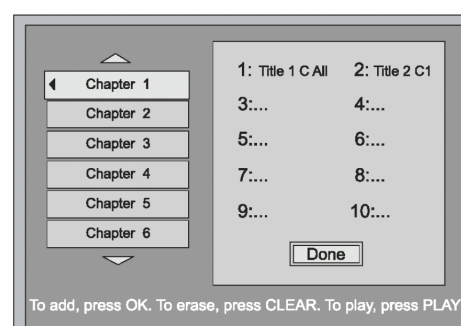 Chapter 1
Chapter 2
Chapter 3
Chapter 4
Chapter 5
Chapter 6
1: Title 1 C All 2: Title 2 C1
3:... 4:...
5:... 6:...
7:... 8:...
9:... 10:...
Done
To add, press OK. To erase, press CLEAR. To play, press PLAY